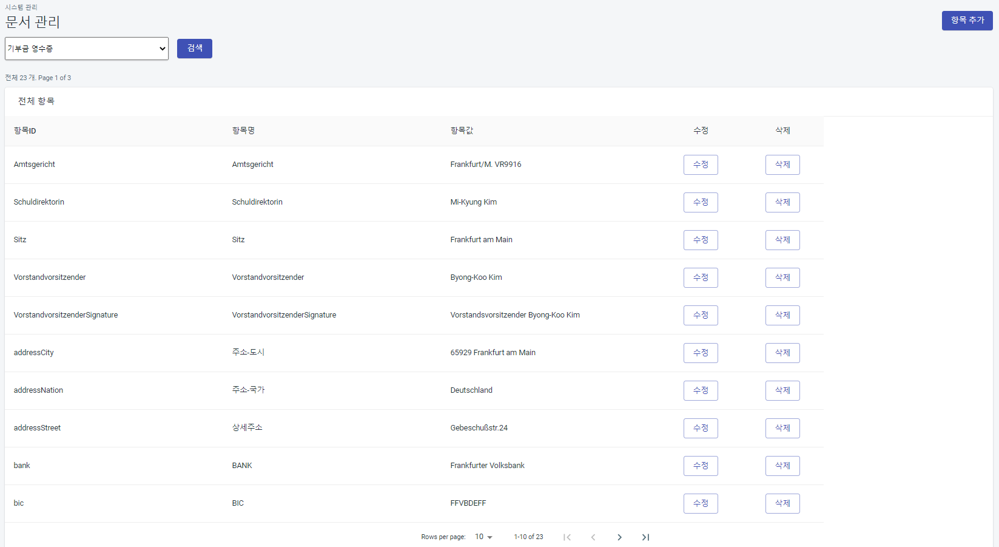 시스템 관리
문서 관리
항목 추가
기부금 영수증
검색
전체 23 개. Page 1 of 3
전체 항목
항목ID 항목명 항목값 수정 삭제
Amtsgericht Amtsgericht Frankfurt/M. VR9916 수정 삭제
Schuldirektorin Schuldirektorin Mi-Kyung Kim 수정 삭제
Sitz Sitz Frankfurt am Main 수정 삭제
Vorstandvorsitzender Vorstandvorsitzender Byong-Koo Kim 수정 삭제
VorstandvorsitzenderSignature VorstandvorsitzenderSignature Vorstandsvorsitzender Byong-Koo Kim 수정 삭제
addressCity 주소-도시 65929 Frankfurt am Main 수정 삭제
addressNation 주소-국가 Deutschland 수정 삭제
addressStreet 상세주소 Gebeschußstr.24 수정 삭제
bank BANK Frankfurter Volksbank 수정 삭제
bic BIC FFVBDEFF 수정 삭제
Rows per page: 10 1-10 of 23